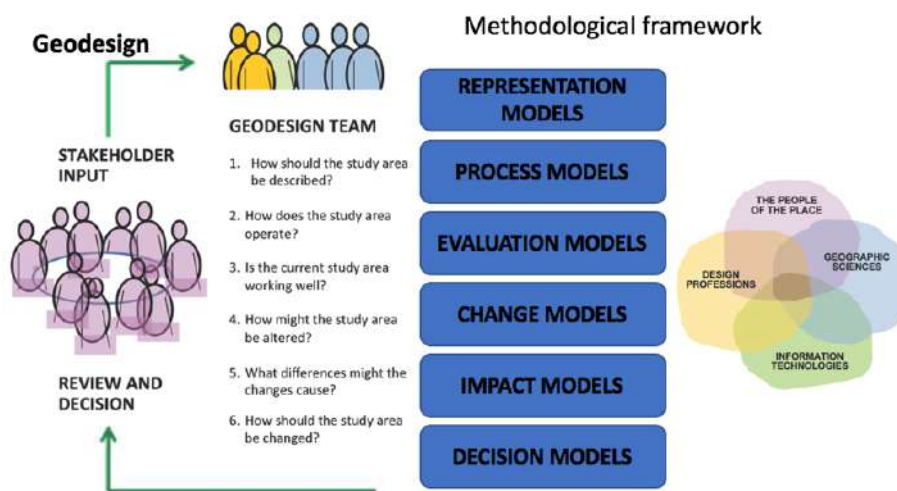 Geodesign
Methodological framework
STAKEHOLDER
INPUT
REVIEW AND
DECISION
GEODESIGN TEAM
1. How should the study area
be described?
2. How does the study area
operate?
3. Is the current study area
working well?
4. How might the study area
be altered?
5. What differences might the
changes cause?
6. How should the study area
be changed?
REPRESENTATION
MODELS
PROCESS MODELS
EVALUATION MODELS
CHANGE MODELS
IMPACT MODELS
DECISION MODELS
THE PEOPLE
OF THE PLACE
GEOGRAPHIC
SCIENCES
DESIGN
PROFESSIONS
INFORMATION
TECHNOLOGIES